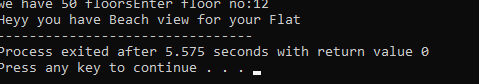 we have 50 floorsEnter floor no:12
Heyy you have Beach view for your Flat
--------------------------------
Process exited after 5.575 seconds with return value 0
Press any key to continue . . .